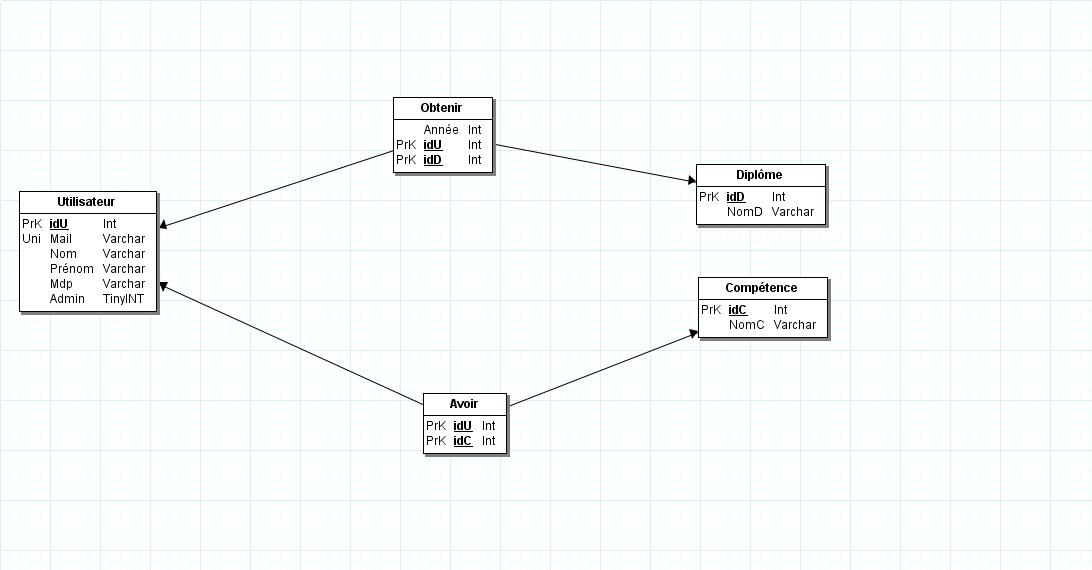 Obtenir
Année Int
PrK idU Int
PrK idD Int
Diplôme
PrK idD Int
NomD Varchar
Utilisateur
PrK idU Int
Uni Mail Varchar
Nom Varchar
Prénom Varchar
Mdp Varchar
Admin TinyINT
Compétence
PrK idC Int
NomC Varchar
Avoir
PrK idU Int
PrK idC Int